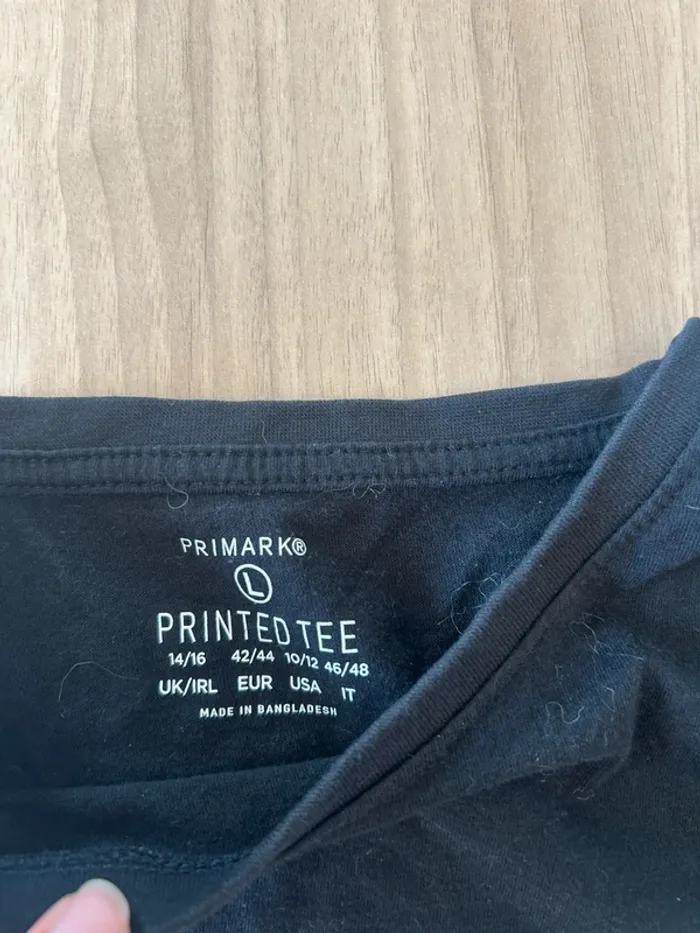 PRIMARK®
L
PRINTED TEE
14/16 42/44 10/12 46/48
UK/IRL EUR USA IT
MADE IN BANGLADESH